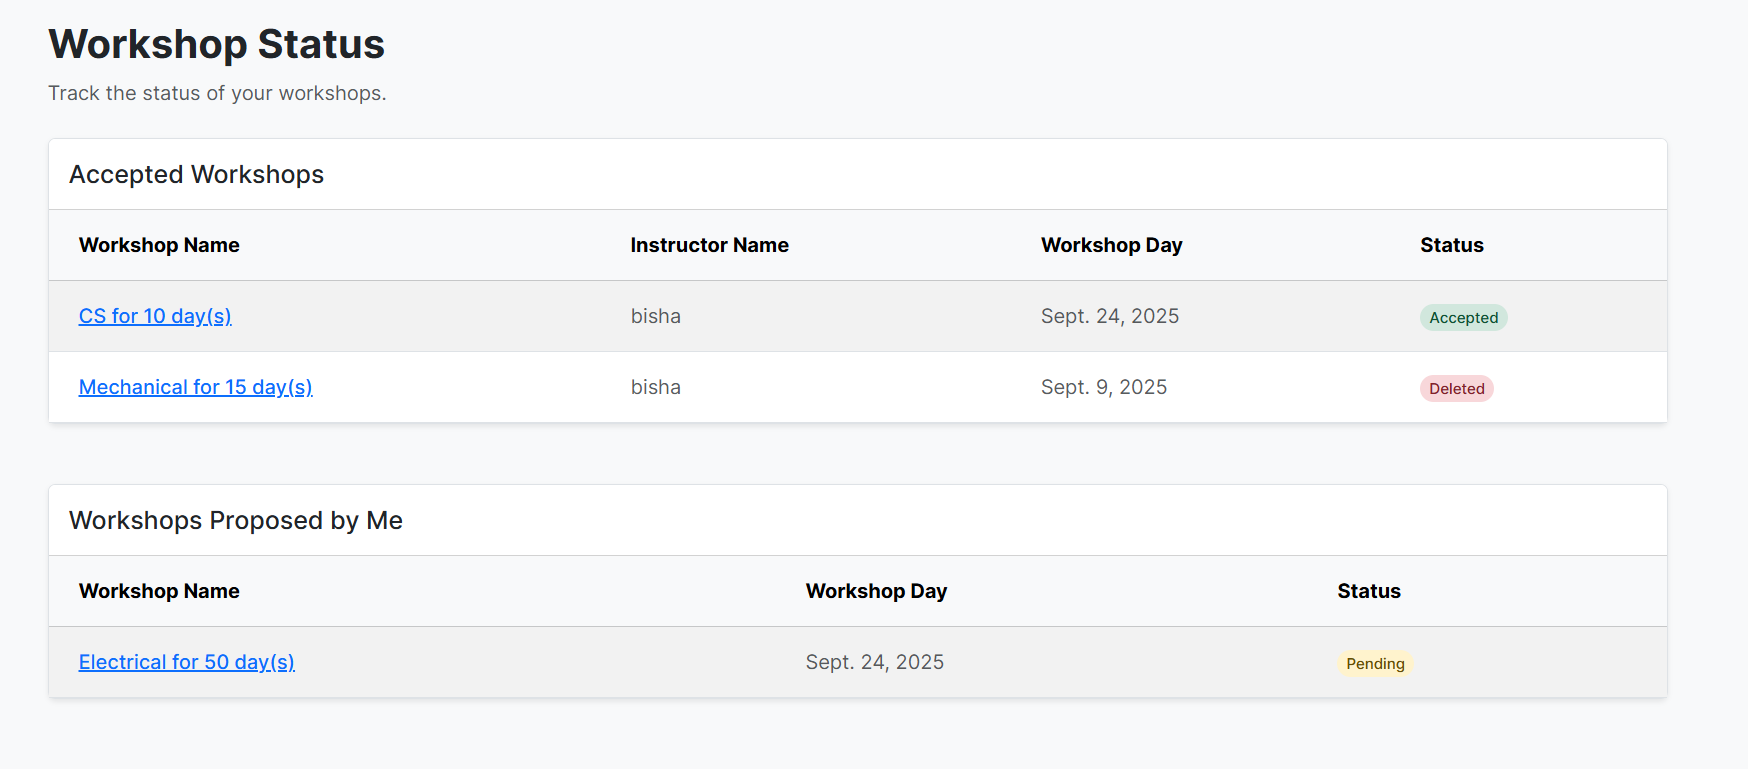 Workshop Status
Track the status of your workshops.
Accepted Workshops
Workshop Name Instructor Name Workshop Day Status
CS for 10 day(s) bisha Sept. 24, 2025 Accepted
Mechanical for 15 day(s) bisha Sept. 9, 2025 Deleted
Workshops Proposed by Me
Workshop Name Workshop Day Status
Electrical for 50 day(s) Sept. 24, 2025 Pending